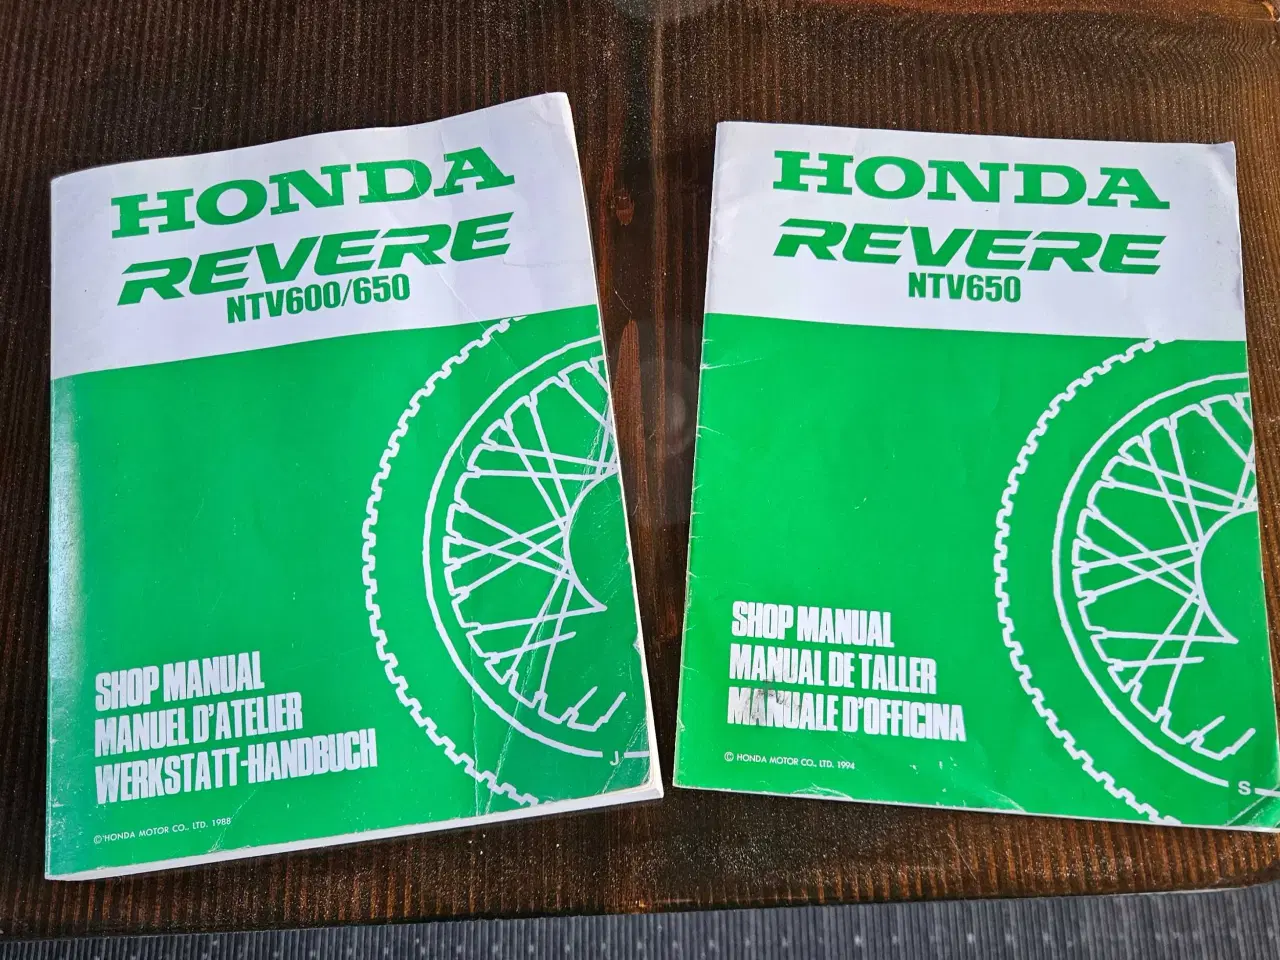 HONDA
REVERE
NTV600/650
SHOP MANUAL
MANUEL D'ATELIER
WERKSTATT-HANDBUCH
© HONDA MOTOR CO., LTD. 1988
J
HONDA
REVERE
NTV650
SHOP MANUAL
MANUAL DE TALLER
MANUALE D'OFFICINA
© HONDA MOTOR CO., LTD. 1994
S